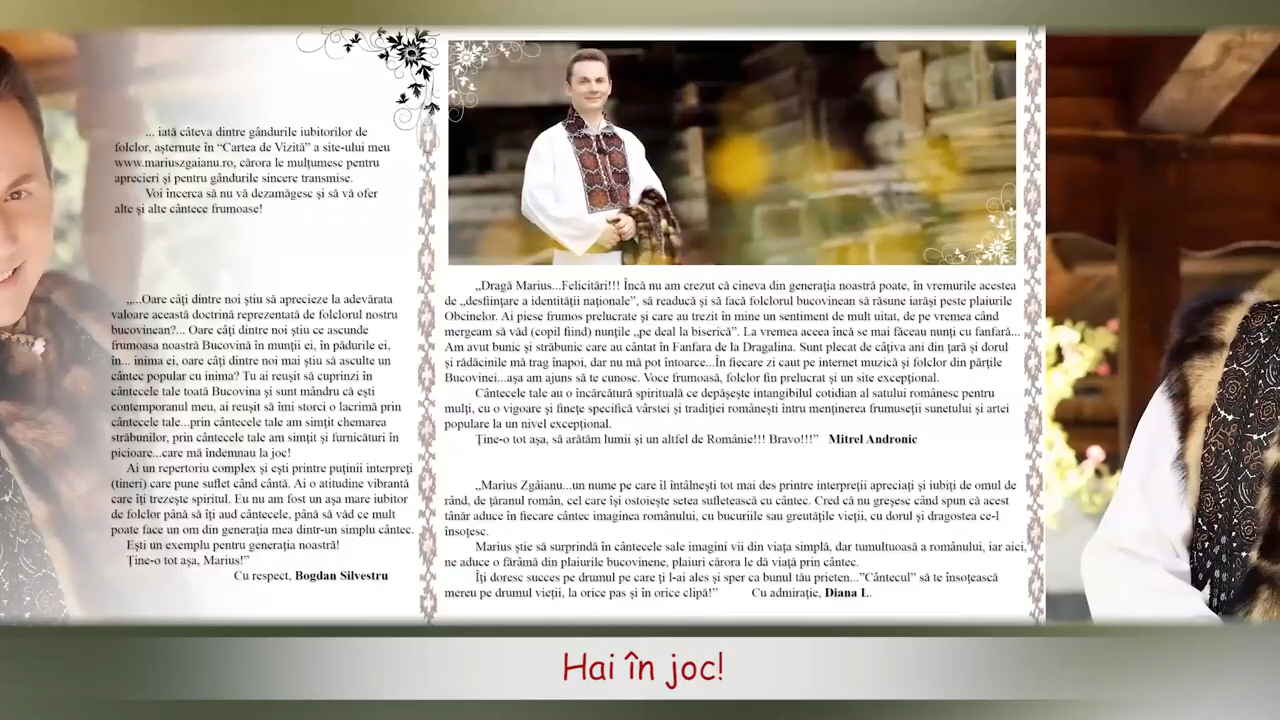 ... iată câteva dintre gândurile iubitorilor de
folclor, așternute în “Cartea de Vizită” a site-ului meu
www.mariuszgaianu.ro, cărora le mulțumesc pentru
aprecieri și pentru gândurile sincere transmise.
Voi încerca să nu vă dezamăgesc și să vă ofer
alte și alte cântece frumoase!
„...Oare câți dintre noi știu să aprecieze la adevărata
valoare această doctrină reprezentată de folclorul nostru
bucovinean?... Oare câți dintre noi știu ce ascunde
frumoasa noastră Bucovină în munții ei, în pădurile ei,
în... inima ei, oare câți dintre noi mai știu să asculte un
cântec popular cu inima? Tu ai reușit să cuprinzi în
cântecele tale toată Bucovina și sunt mândru că ești
contemporanul meu, ai reușit să îmi storci o lacrimă prin
cântecele tale...prin cântecele tale am simțit chemarea
străbunilor, prin cântecele tale am simțit și furnicături în
picioare...care mă îndemnau la joc!
Ai un repertoriu complex și ești printre puținii interpreți
(tineri) care pune suflet când cântă. Ai o atitudine vibrantă
care îți trezește spiritul. Eu nu am fost un așa mare iubitor
de folclor până să îți aud cântecele, până să văd ce mult
poate face un om din generația mea dintr-un simplu cântec.
Ești un exemplu pentru generația noastră!
Ține-o tot așa, Marius!”
Cu respect, Bogdan Silvestru
„Dragă Marius...Felicitări!!! Încă nu am crezut că cineva din generația noastră poate, în vremurile acestea
de „desființare a identității naționale”, să readucă și să facă folclorul bucovinean să răsune iarăși peste plaiurile
Obcinelor. Ai piese frumos prelucrate și care au trezit în mine un sentiment de mult uitat, de pe vremea când
mergeam să văd (copil fiind) nunțile „pe deal la biserică”. La vremea aceea încă se mai făceau nunți cu fanfară...
Am avut bunic și străbunic care au cântat în Fanfara de la Dragalina. Sunt plecat de câțiva ani din țară și dorul
și rădăcinile mă trag înapoi, dar nu mă pot întoarce...În fiecare zi caut pe internet muzică și folclor din părțile
Bucovinei...așa am ajuns să te cunosc. Voce frumoasă, folclor fin prelucrat și un site excepțional.
Cântecele tale au o încărcătură spirituală ce depășește intangibilul cotidian al satului românesc pentru
mulți, cu o vigoare și finețe specifică vârstei și tradiției românești întru menținerea frumuseții sunetului și artei
populare la un nivel excepțional.
Ține-o tot așa, să arătăm lumii și un altfel de Românie!!! Bravo!!!” Mitrel Andronic
„Marius Zgâianu...un nume pe care îl întâlnești tot mai des printre interpreții apreciați și iubiți de omul de
rând, de țăranul român, cel care își ostoiește setea sufletească cu cântec. Cred că nu greșesc când spun că acest
tânăr aduce în fiecare cântec imaginea românului, cu bucuriile sau greutățile vieții, cu dorul și dragostea ce-l
însoțesc.
Marius știe să surprindă în cântecele sale imagini vii din viața simplă, dar tumultuoasă a românului, iar aici,
ne aduce o fărâmă din plaiurile bucovinene, plaiuri cărora le dă viață prin cântec.
Îți doresc succes pe drumul pe care ți l-ai ales și sper ca bunul tău prieten...”Cântecul” să te însoțească
mereu pe drumul vieții, la orice pas și în orice clipă!” Cu admirație, Diana L.
Hai în joc!